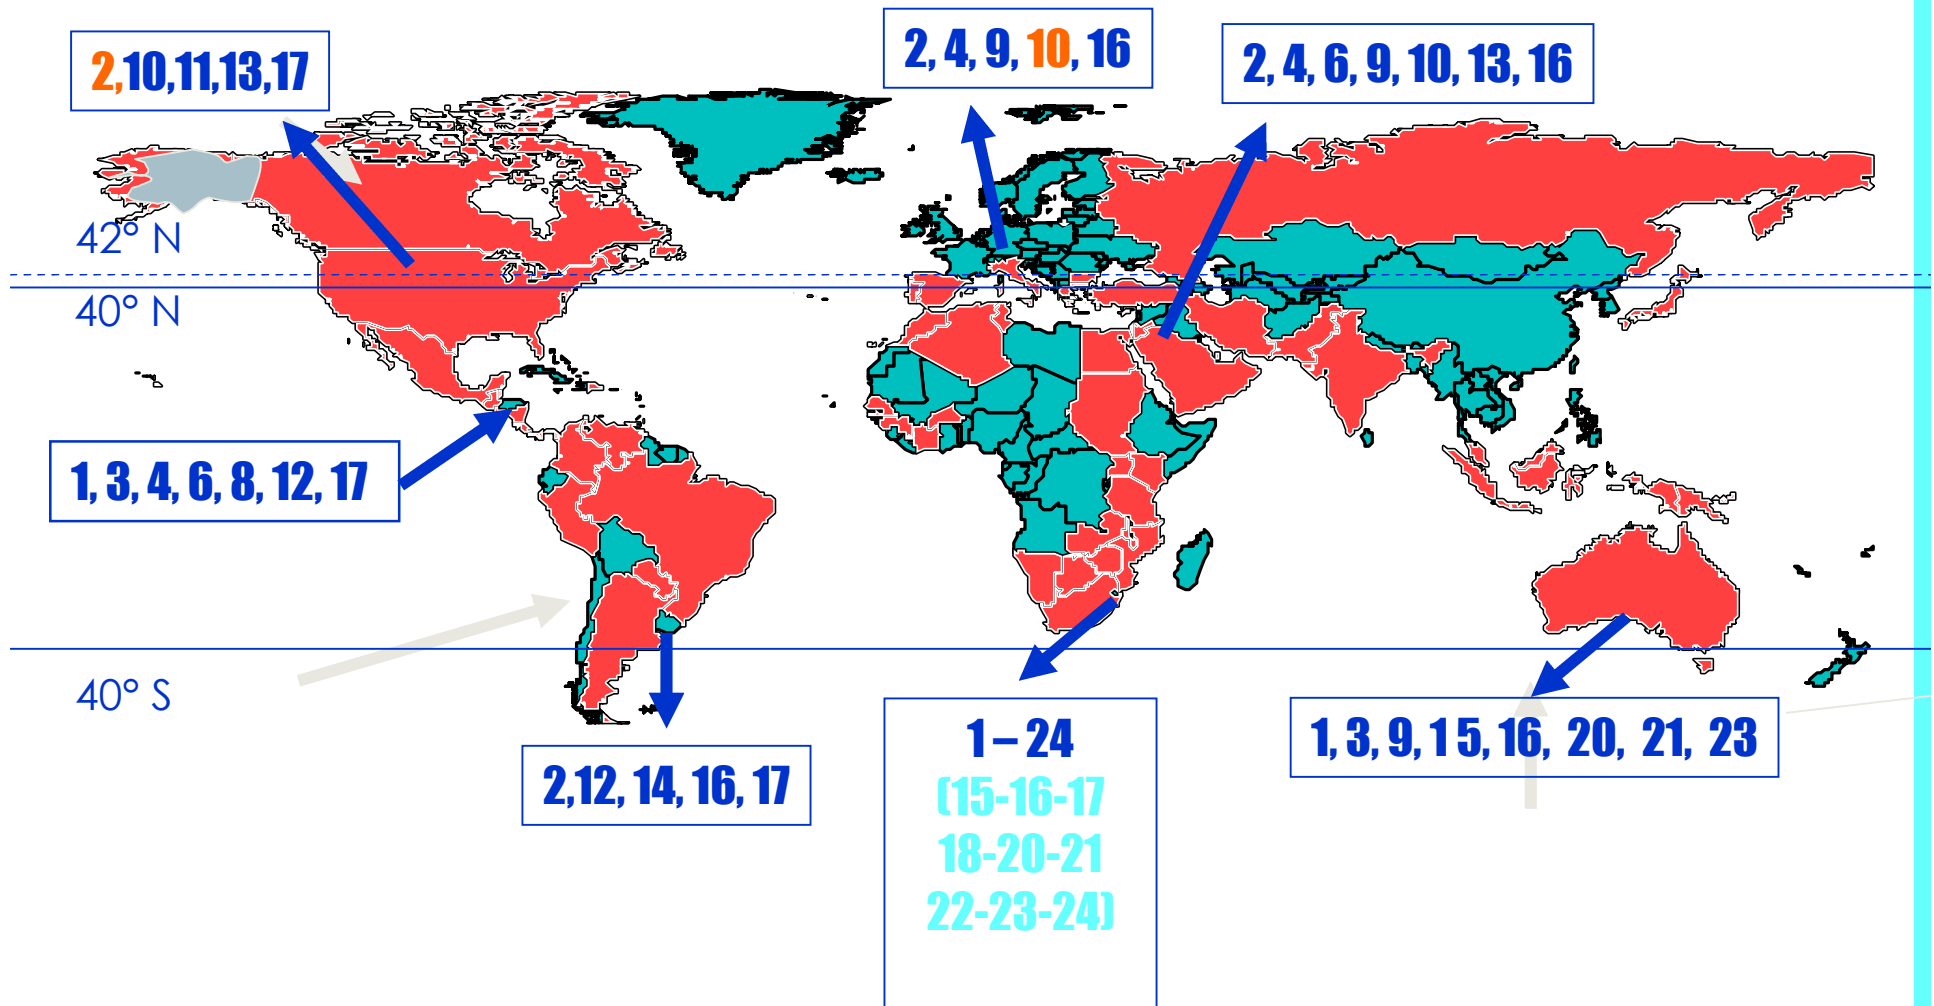 2,10,11,13,17
2, 4, 9, 10, 16
2, 4, 6, 9, 10, 13, 16
42° N
40° N
1, 3, 4, 6, 8, 12, 17
40° S
2,12, 14, 16, 17
1 – 24
(15-16-17
18-20-21
22-23-24)
1, 3, 9, 1 5, 16, 20, 21, 23